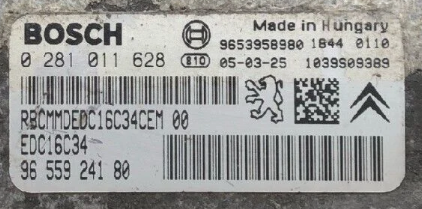 BOSCH
Made in Hungary
9653958980 1844 0110
0 281 011 628 810 05-03-25 1039S09389
RBCMMDEDC16C34CEM 00
EDC16C34
96 559 241 80